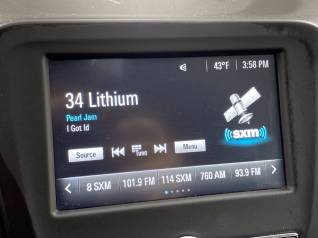 43°F 3:58 PM
34 Lithium
Pearl Jam
I Got Id
sxm
Source Tune Menu
8 SXM 101.9 FM 114 SXM 760 AM 93.9 FM